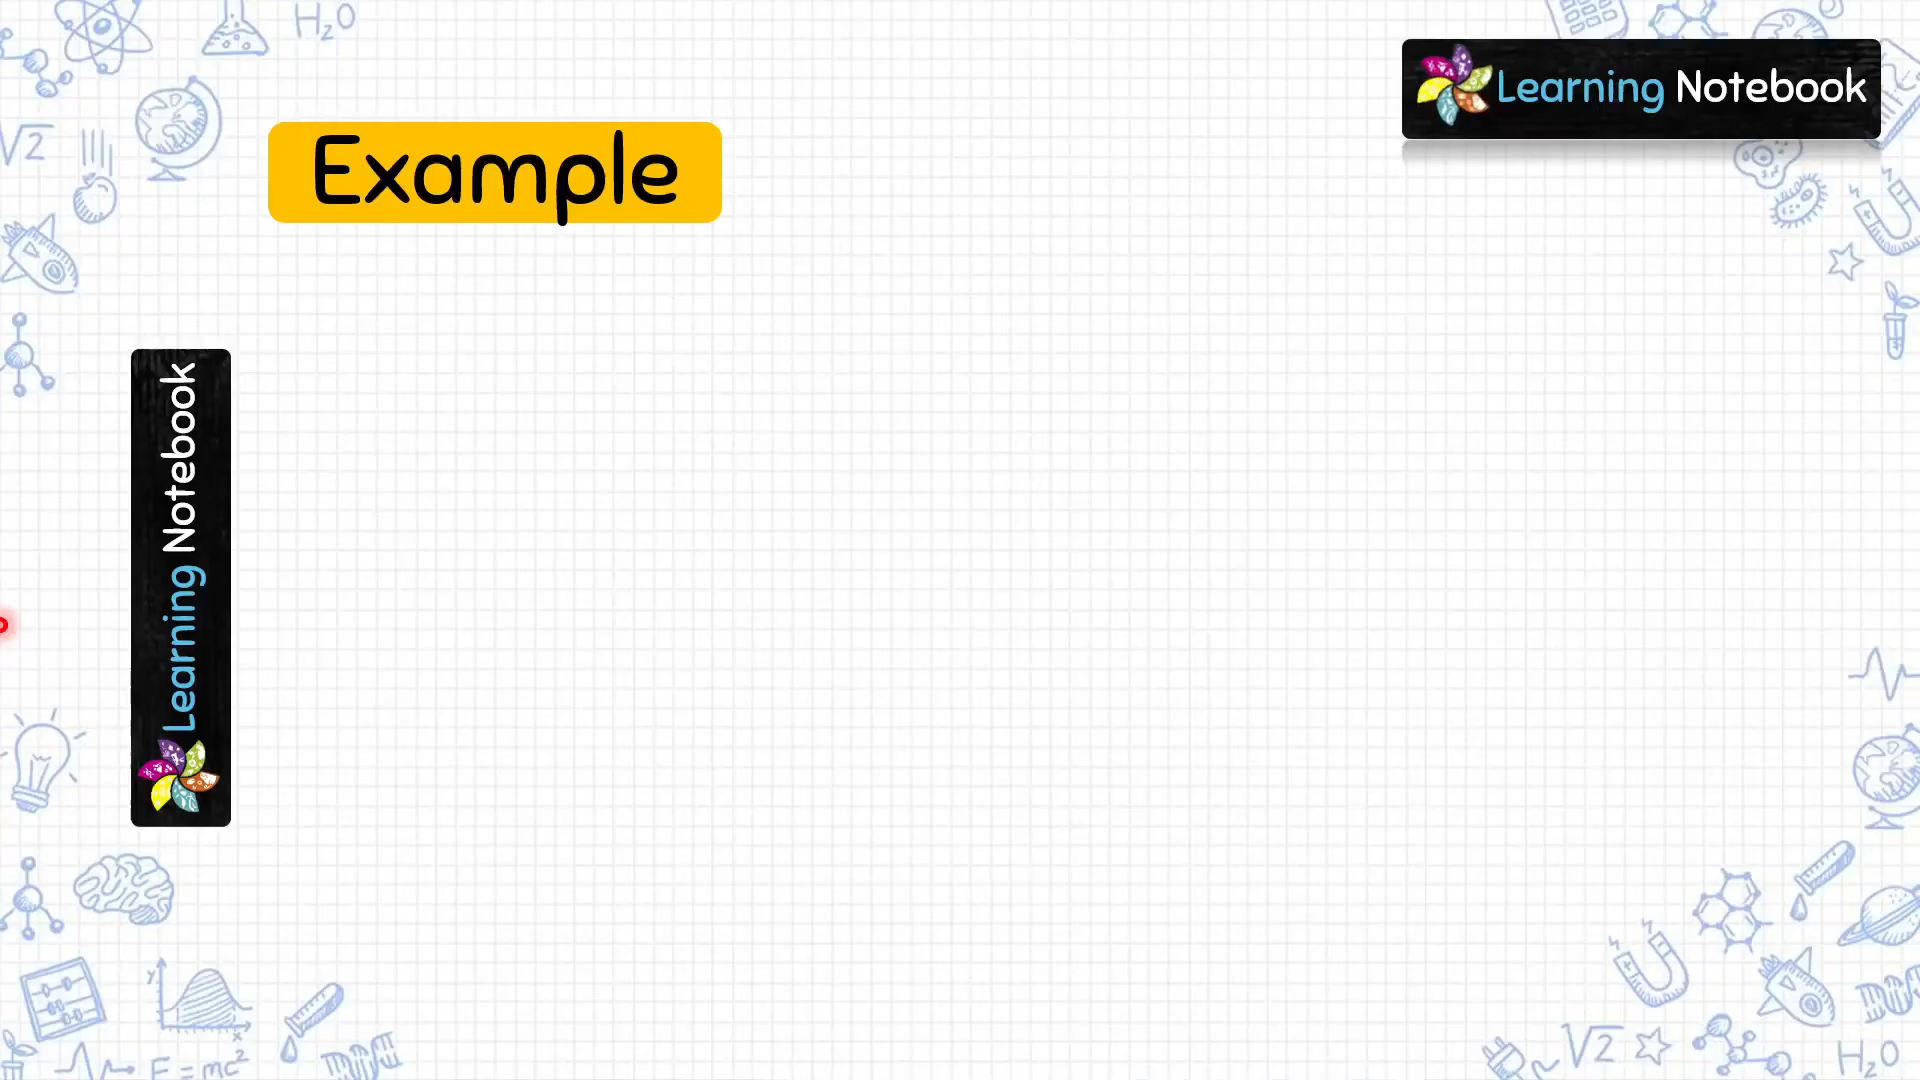 H₂O
Learning Notebook
Example
√2
Learning Notebook
y
x
E=mc²
√2
H₂O